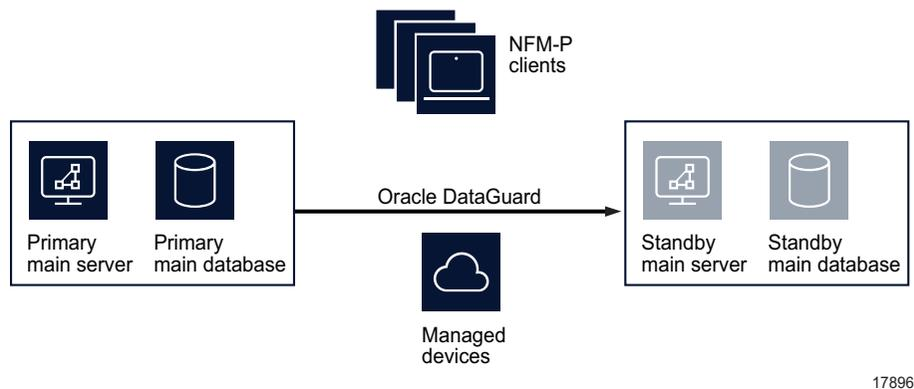 NFM-P
clients
Oracle DataGuard
Primary
main server
Primary
main database
Standby
main server
Standby
main database
Managed
devices
17896